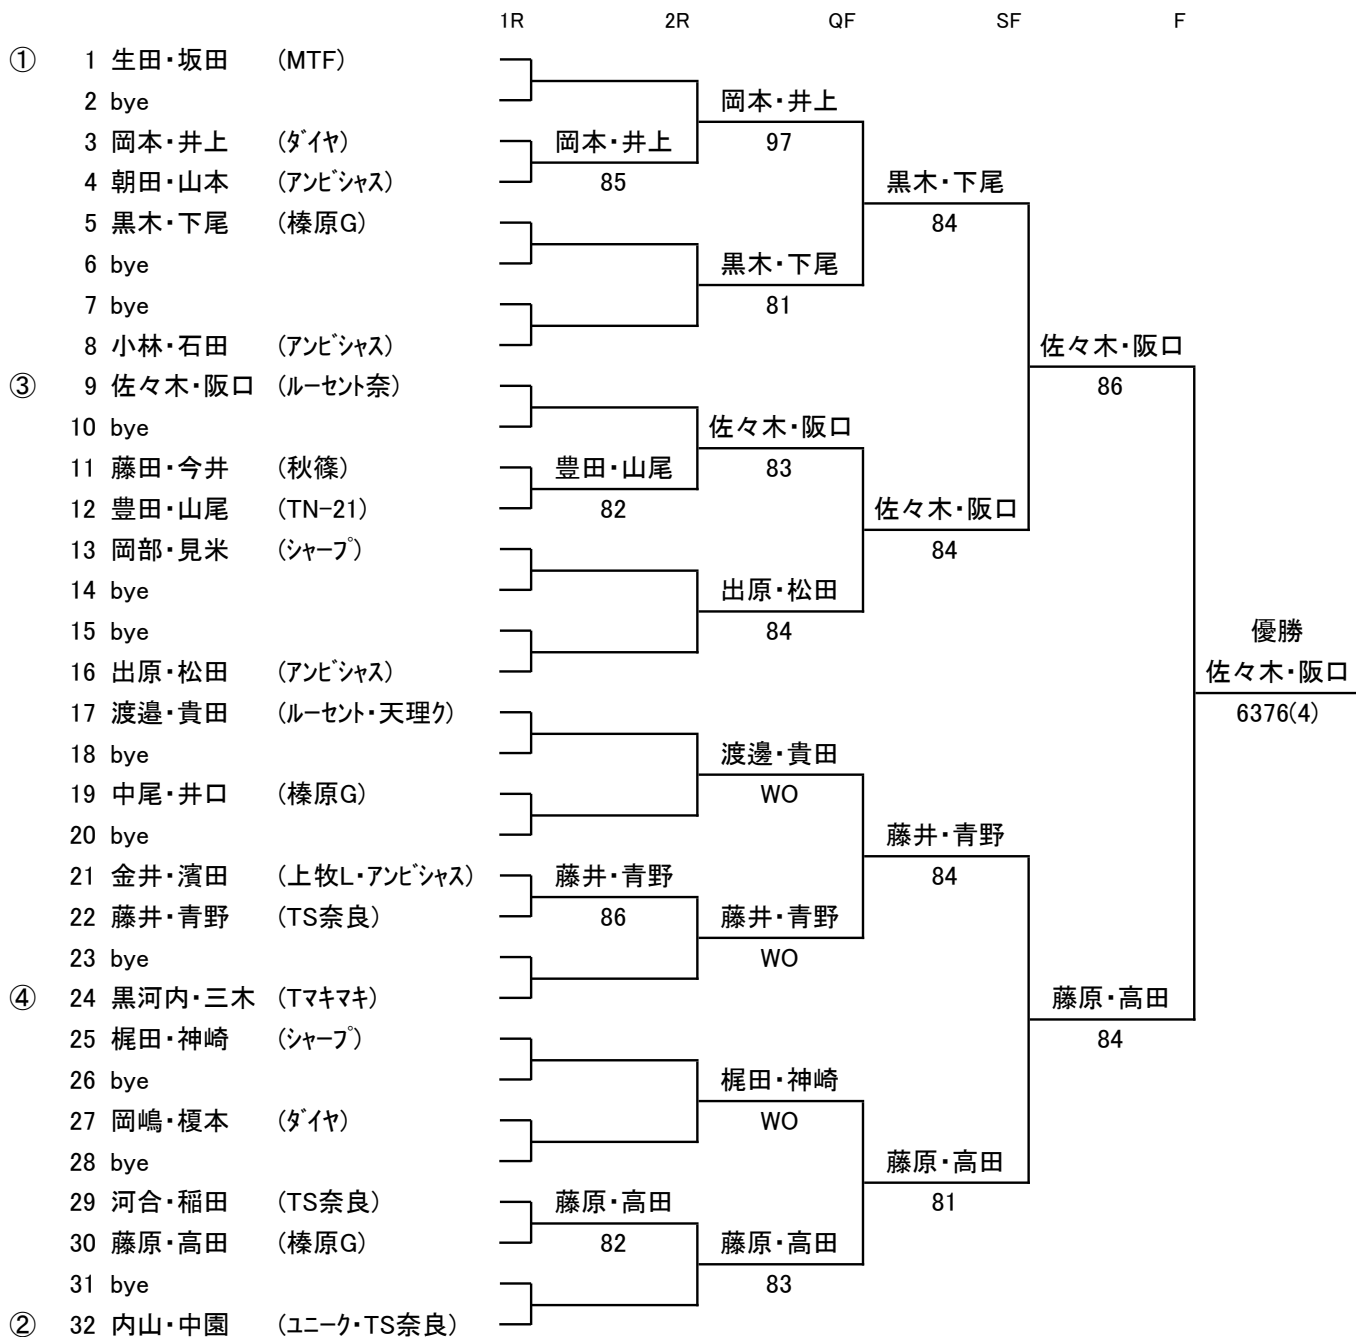 1R 2R QF SF F
① 1 生田・坂田 (MTF)
2 bye 岡本・井上
3 岡本・井上 (ﾀﾞｲﾔ) 岡本・井上 97
4 朝田・山本 (ｱﾝﾋﾞｼｬｽ) 85 黒木・下尾
5 黒木・下尾 (榛原G) 84
6 bye 黒木・下尾
7 bye 81
8 小林・石田 (ｱﾝﾋﾞｼｬｽ) 佐々木・阪口
③ 9 佐々木・阪口 (ﾙｰｾﾝﾄ奈) 86
10 bye 佐々木・阪口
11 藤田・今井 (秋篠) 豊田・山尾 83
12 豊田・山尾 (TN-21) 82 佐々木・阪口
13 岡部・見米 (ｼｬｰﾌﾟ) 84
14 bye 出原・松田
15 bye 84 優勝
16 出原・松田 (ｱﾝﾋﾞｼｬｽ) 佐々木・阪口
17 渡邉・貴田 (ﾙｰｾﾝﾄ・天理ｸ) 6376(4)
18 bye 渡邊・貴田
19 中尾・井口 (榛原G) WO
20 bye 藤井・青野
21 金井・濱田 (上牧L・ｱﾝﾋﾞｼｬｽ) 藤井・青野 84
22 藤井・青野 (TS奈良) 86 藤井・青野
23 bye WO
④ 24 黒河内・三木 (Tﾏｷﾏｷ) 藤原・高田
25 梶田・神崎 (ｼｬｰﾌﾟ) 84
26 bye 梶田・神崎
27 岡嶋・榎本 (ﾀﾞｲﾔ) WO
28 bye 藤原・高田
29 河合・稲田 (TS奈良) 藤原・高田 81
30 藤原・高田 (榛原G) 82 藤原・高田
31 bye 83
② 32 内山・中園 (ﾕﾆｰｸ・TS奈良)